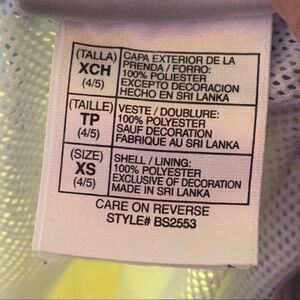 (TALLA) XCH (4/5)
CAPA EXTERIOR DE LA
PRENDA / FORRO:
100% POLIESTER
EXCEPTO DECORACION
HECHO EN SRI LANKA
(TAILLE) TP (4/5)
VESTE / DOUBLURE:
100% POLYESTER
SAUF DECORATION
FABRIQUE AU SRI LANKA
(SIZE) XS (4/5)
SHELL / LINING:
100% POLYESTER
EXCLUSIVE OF DECORATION
MADE IN SRI LANKA
CARE ON REVERSE
STYLE# BS2553